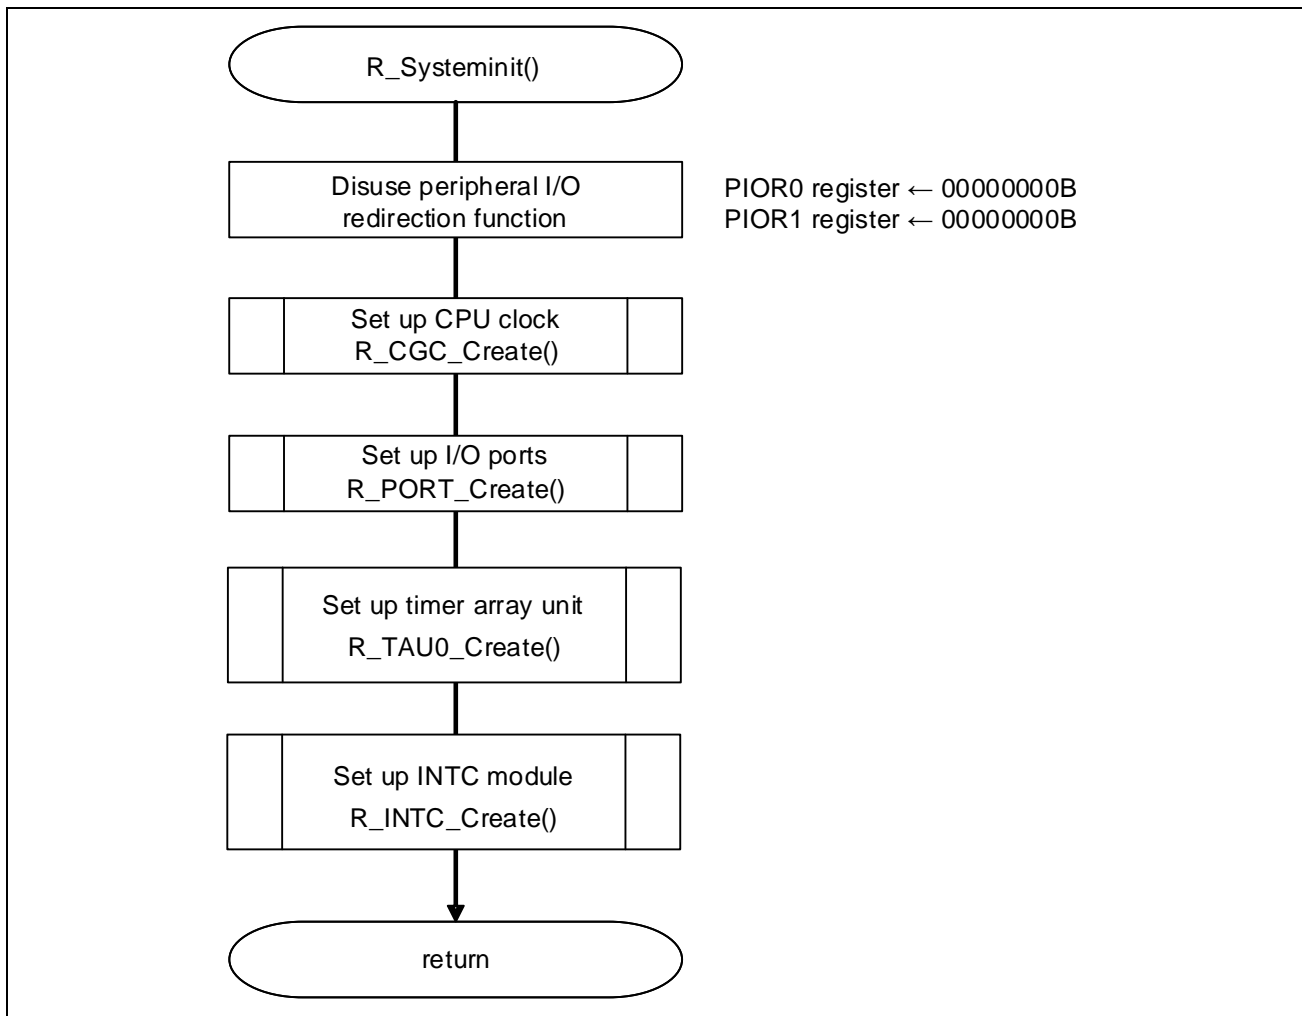 R_Systeminit()
Disuse peripheral I/O
redirection function
PIOR0 register ← 00000000B
PIOR1 register ← 00000000B
Set up CPU clock
R_CGC_Create()
Set up I/O ports
R_PORT_Create()
Set up timer array unit
R_TAU0_Create()
Set up INTC module
R_INTC_Create()
return